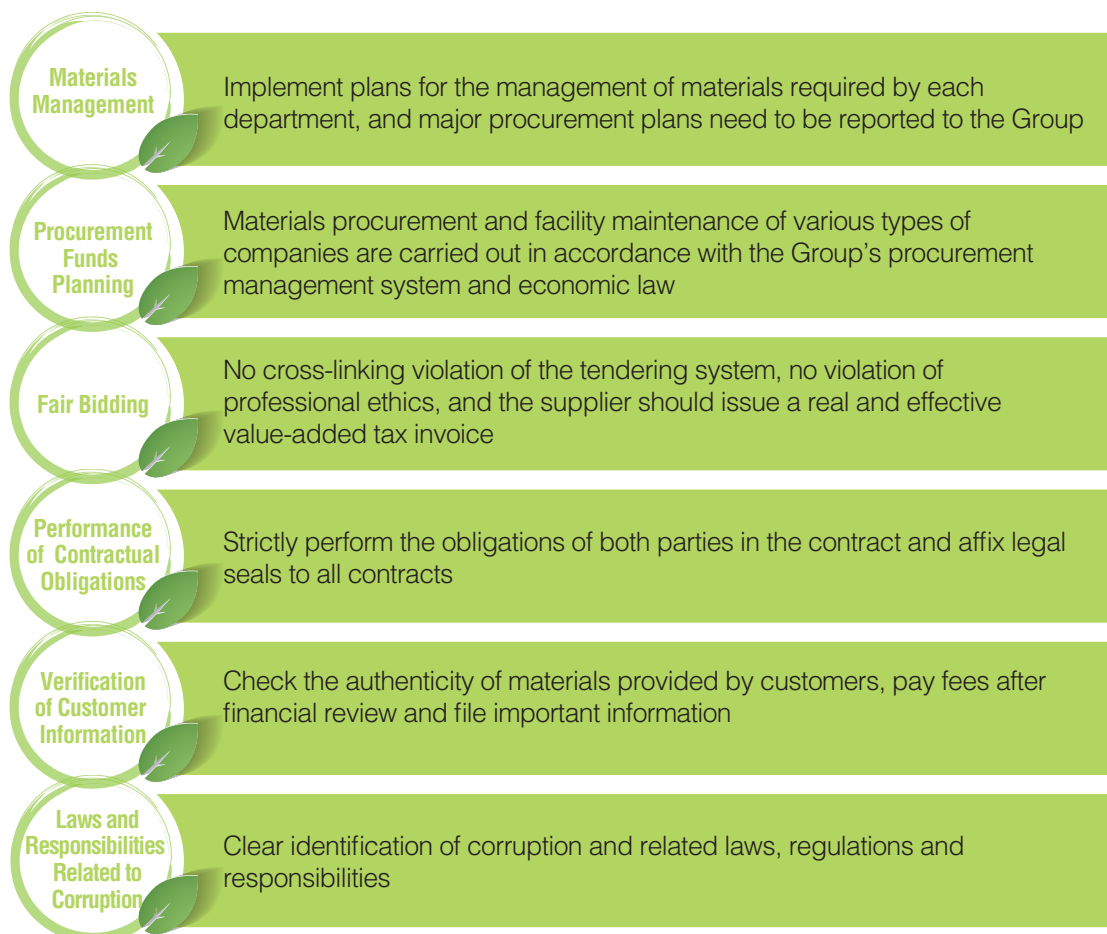 Materials
Management
Implement plans for the management of materials required by each
department, and major procurement plans need to be reported to the Group
Procurement
Funds
Planning
Materials procurement and facility maintenance of various types of
companies are carried out in accordance with the Group’s procurement
management system and economic law
Fair Bidding
No cross-linking violation of the tendering system, no violation of
professional ethics, and the supplier should issue a real and effective
value-added tax invoice
Performance
of Contractual
Obligations
Strictly perform the obligations of both parties in the contract and affix legal
seals to all contracts
Verification
of Customer
Information
Check the authenticity of materials provided by customers, pay fees after
financial review and file important information
Laws and
Responsibilities
Related to
Corruption
Clear identification of corruption and related laws, regulations and
responsibilities